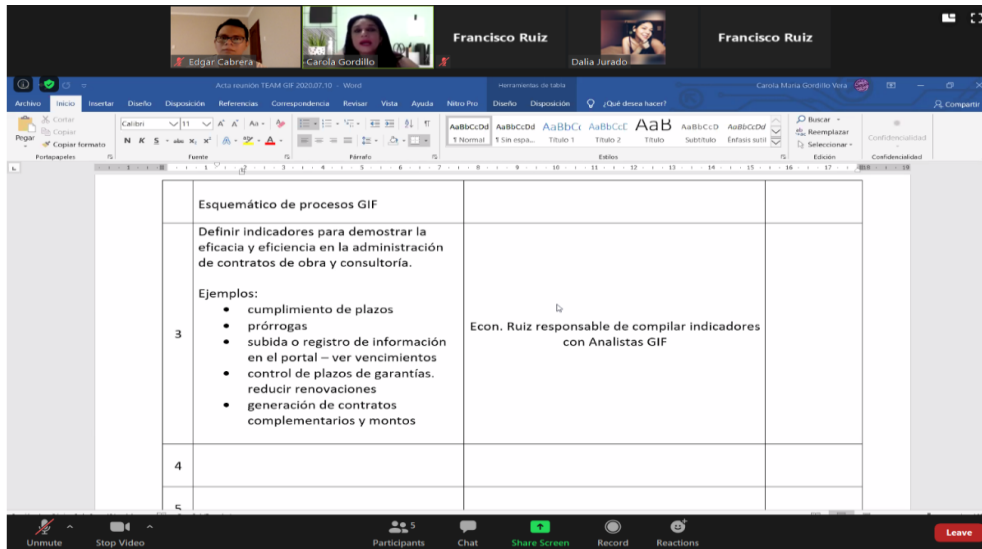 Francisco Ruiz
Francisco Ruiz
Edgar Cabrera
Carola Gordillo
Dalia Jurado
Acta reunión TEAM GIF 2020.07.10 - Word
Herramientas de tabla
Carola Maria Gordillo Vera
Archivo Inicio Insertar Diseño Disposición Referencias Correspondencia Revisar Vista Ayuda Nitro Pro Diseño Disposición ¿Qué desea hacer? Compartir
Pegar
Cortar
Copiar
Copiar formato
Calibri 11
N K S
AaBbCcDd AaBbCcDd AaBbCc AaBbCcE AaB AaBbCcD AaBbCcDd
1 Normal 1 Sin espa... Título 1 Título 2 Título Subtítulo Énfasis sutil
Buscar
Reemplazar
Seleccionar
Confidencialidad
Portapapeles Fuente Párrafo Estilos Edición Confidencialidad
Esquemático de procesos GIF
3
Definir indicadores para demostrar la
eficacia y eficiencia en la administración
de contratos de obra y consultoría.
Ejemplos:
• cumplimiento de plazos
• prórrogas
• subida o registro de información
en el portal – ver vencimientos
• control de plazos de garantías.
reducir renovaciones
• generación de contratos
complementarios y montos
Econ. Ruiz responsable de compilar indicadores
con Analistas GIF
4
5
Unmute Stop Video Participants 5 Chat Share Screen Record Reactions Leave